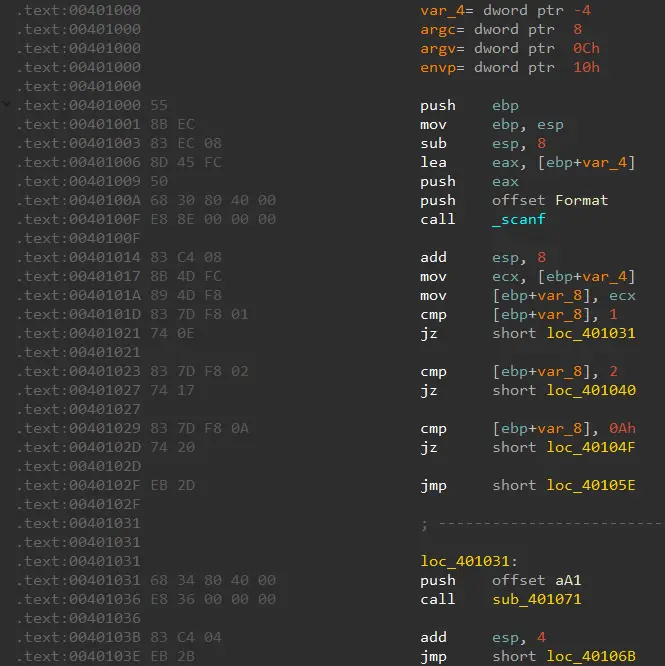 .text:00401000 var_4= dword ptr -4
.text:00401000 argc= dword ptr  8
.text:00401000 argv= dword ptr  0Ch
.text:00401000 envp= dword ptr  10h
.text:00401000
.text:00401000 55 push    ebp
.text:00401001 8B EC mov     ebp, esp
.text:00401003 83 EC 08 sub     esp, 8
.text:00401006 8D 45 FC lea     eax, [ebp+var_4]
.text:00401009 50 push    eax
.text:0040100A 68 30 80 40 00 push    offset Format
.text:0040100F E8 8E 00 00 00 call    _scanf
.text:0040100F
.text:00401014 83 C4 08 add     esp, 8
.text:00401017 8B 4D FC mov     ecx, [ebp+var_4]
.text:0040101A 89 4D F8 mov     [ebp+var_8], ecx
.text:0040101D 83 7D F8 01 cmp     [ebp+var_8], 1
.text:00401021 74 0E jz      short loc_401031
.text:00401021
.text:00401023 83 7D F8 02 cmp     [ebp+var_8], 2
.text:00401027 74 17 jz      short loc_401040
.text:00401027
.text:00401029 83 7D F8 0A cmp     [ebp+var_8], 0Ah
.text:0040102D 74 20 jz      short loc_40104F
.text:0040102D
.text:0040102F EB 2D jmp     short loc_40105E
.text:0040102F
.text:00401031 ; -------------------------
.text:00401031
.text:00401031 loc_401031:
.text:00401031 68 34 80 40 00 push    offset aA1
.text:00401036 E8 36 00 00 00 call    sub_401071
.text:00401036
.text:0040103B 83 C4 04 add     esp, 4
.text:0040103E EB 2B jmp     short loc_40106B